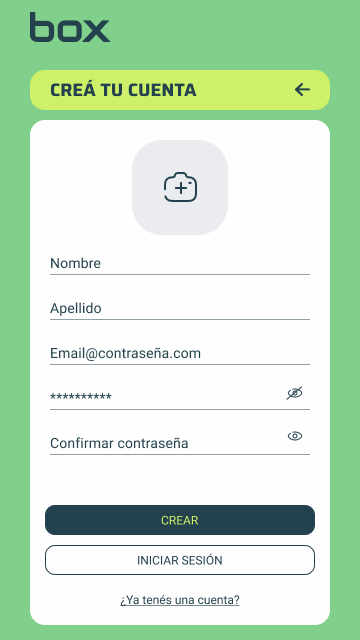 box
CREÁ TU CUENTA
Nombre
Apellido
Email@contraseña.com
**********
Confirmar contraseña
CREAR
INICIAR SESIÓN
¿Ya tenés una cuenta?